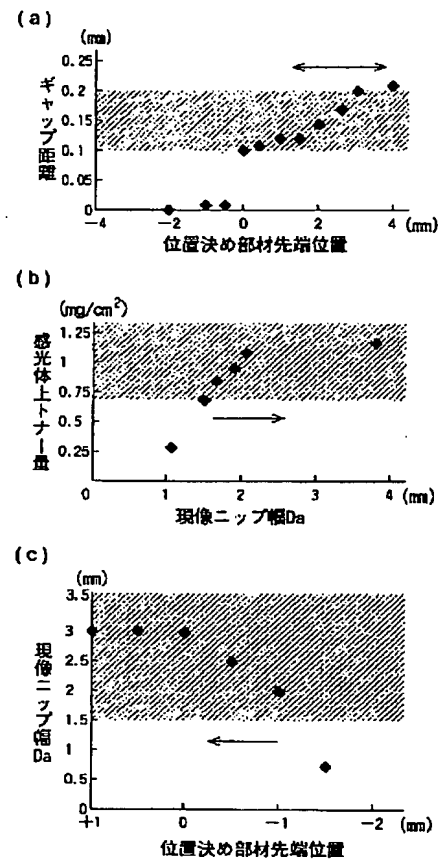 (a)
(mm)
0.25
0.2
0.15
0.1
0.05
0
ギャップ距離
-4 -2 0 2 4 (mm)
位置決め部材先端位置
(b)
(mg/cm²)
1.25
1
0.75
0.5
0.25
感光体上トナー量
0 1 2 3 4 (mm)
現像ニップ幅Da
(c)
(mm)
3.5
3
2.5
2
1.5
1
0.5
0
現像ニップ幅Da
+1 0 -1 -2 (mm)
位置決め部材先端位置